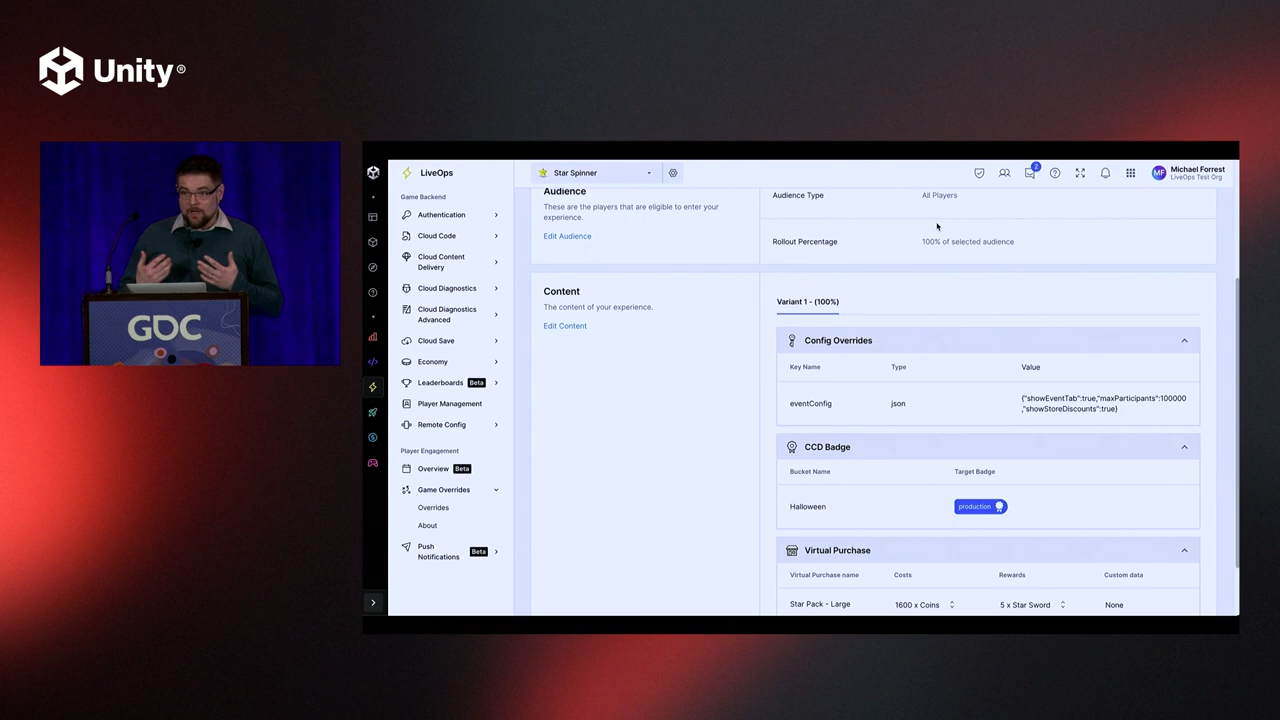 Unity®
GDC
LiveOps
Star Spinner
2
MF
Michael Forrest
LiveOps Test Org
Game Backend
Authentication
Cloud Code
Cloud Content
Delivery
Cloud Diagnostics
Cloud Diagnostics
Advanced
Cloud Save
Economy
Leaderboards Beta
Player Management
Remote Config
Player Engagement
Overview Beta
Game Overrides
Overrides
About
Push
Notifications
Beta
Audience
These are the players that are eligible to enter your
experience.
Edit Audience
Audience Type All Players
Rollout Percentage 100% of selected audience
Content
The content of your experience.
Edit Content
Variant 1 - (100%)
Config Overrides
Key Name Type Value
eventConfig json {"showEventTab":true,"maxParticipants":100000
,"showStoreDiscounts":true}
CCD Badge
Bucket Name Target Badge
Halloween production
Virtual Purchase
Virtual Purchase name Costs Rewards Custom data
Star Pack - Large 1600 x Coins 5 x Star Sword None